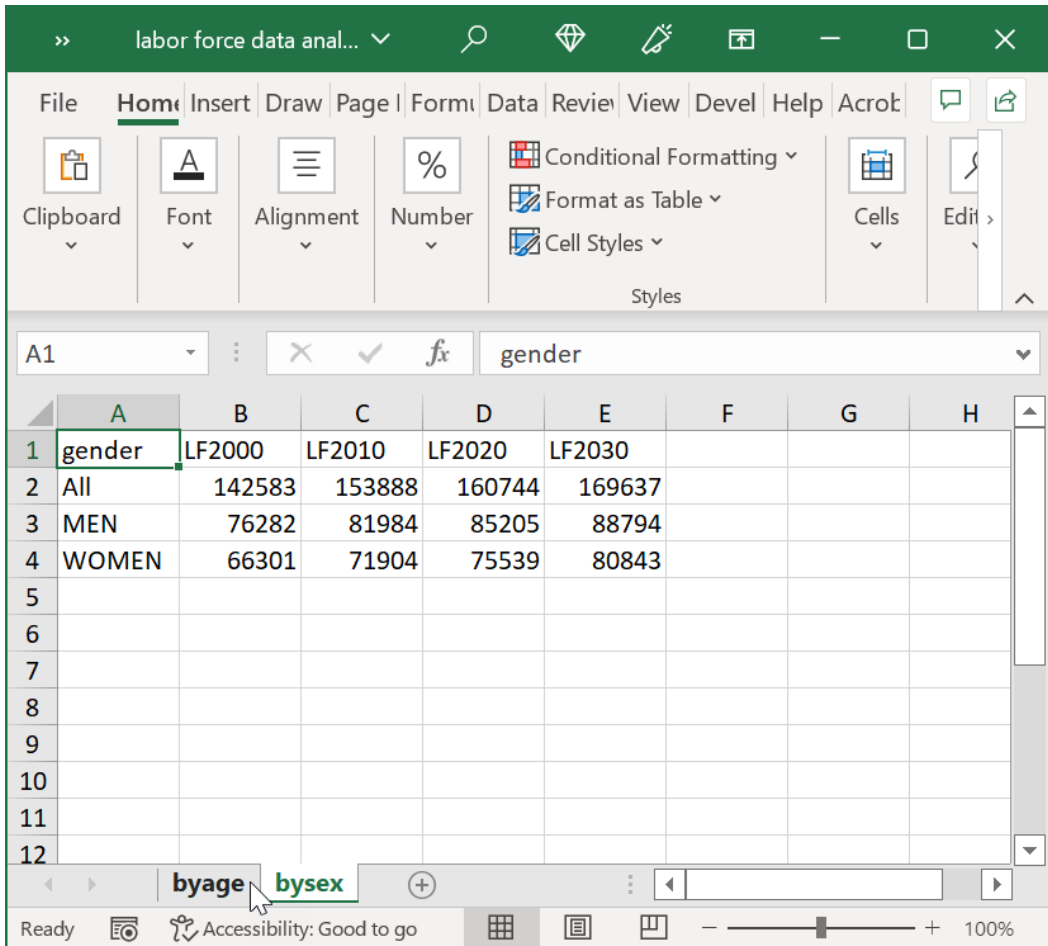 labor force data anal...
File Home Insert Draw Page l Formu Data Review View Devel Help Acrob
Conditional Formatting
Format as Table
Cell Styles
Clipboard Font Alignment Number Cells Edit
Styles
A1 fx gender
A B C D E F G H
1 gender LF2000 LF2010 LF2020 LF2030
2 All 142583 153888 160744 169637
3 MEN 76282 81984 85205 88794
4 WOMEN 66301 71904 75539 80843
5
6
7
8
9
10
11
12
byage bysex
Ready Accessibility: Good to go 100%